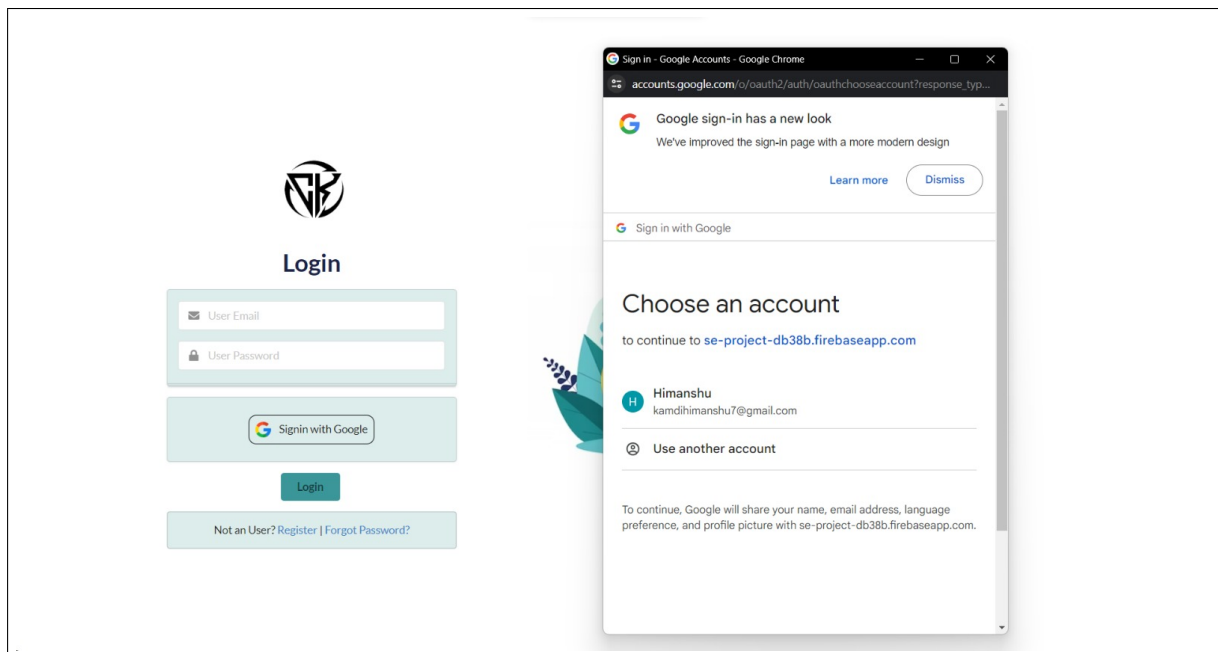 Login
User Email
User Password
Signin with Google
Login
Not an User? Register | Forgot Password?
Sign in - Google Accounts - Google Chrome
accounts.google.com/o/oauth2/auth/oauthchooseaccount?response_typ...
Google sign-in has a new look
We've improved the sign-in page with a more modern design
Learn more
Dismiss
Sign in with Google
Choose an account
to continue to se-project-db38b.firebaseapp.com
H
Himanshu
kamdihimanshu7@gmail.com
Use another account
To continue, Google will share your name, email address, language
preference, and profile picture with se-project-db38b.firebaseapp.com.